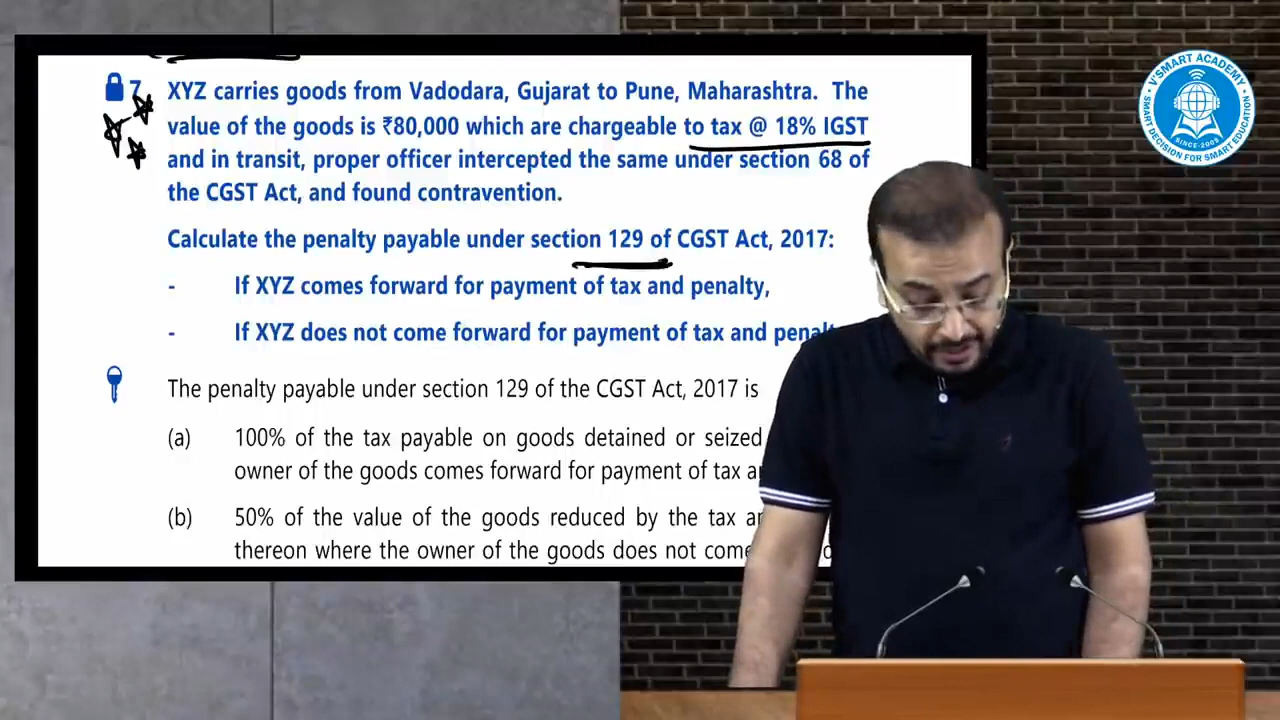 7 XYZ carries goods from Vadodara, Gujarat to Pune, Maharashtra. The
value of the goods is ₹80,000 which are chargeable to tax @ 18% IGST
and in transit, proper officer intercepted the same under section 68 of
the CGST Act, and found contravention.
Calculate the penalty payable under section 129 of CGST Act, 2017:
- If XYZ comes forward for payment of tax and penalty,
- If XYZ does not come forward for payment of tax and
The penalty payable under section 129 of the CGST Act, 2017 is
(a) 100% of the tax payable on goods detained or seized
owner of the goods comes forward for payment of tax
(b) 50% of the value of the goods reduced by the tax
thereon where the owner of the goods does not come
V'SMART ACADEMY
SINCE-2003
SMART DECISION FOR SMART EDUCATION